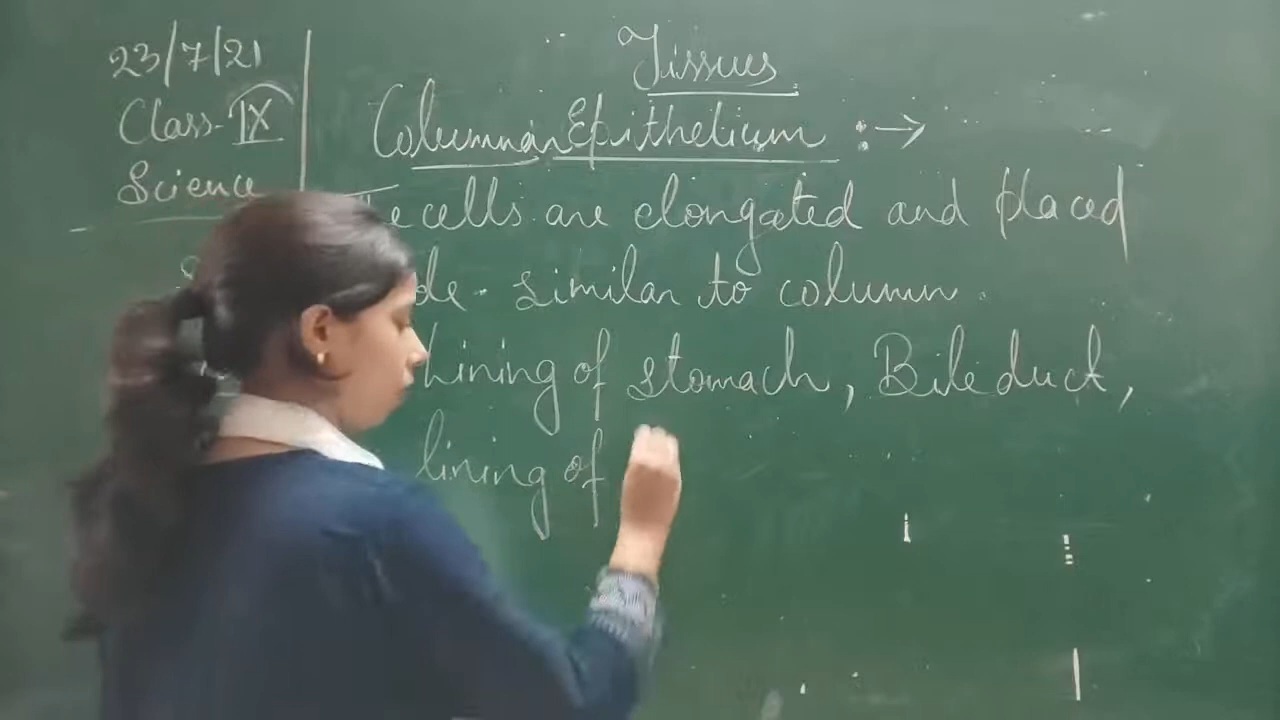 23/7/21
Class-IX
Science
Tissues
Columnar Epithelium :→
cells are elongated and placed
similar to column.
Lining of stomach, Bile duct,
lining of